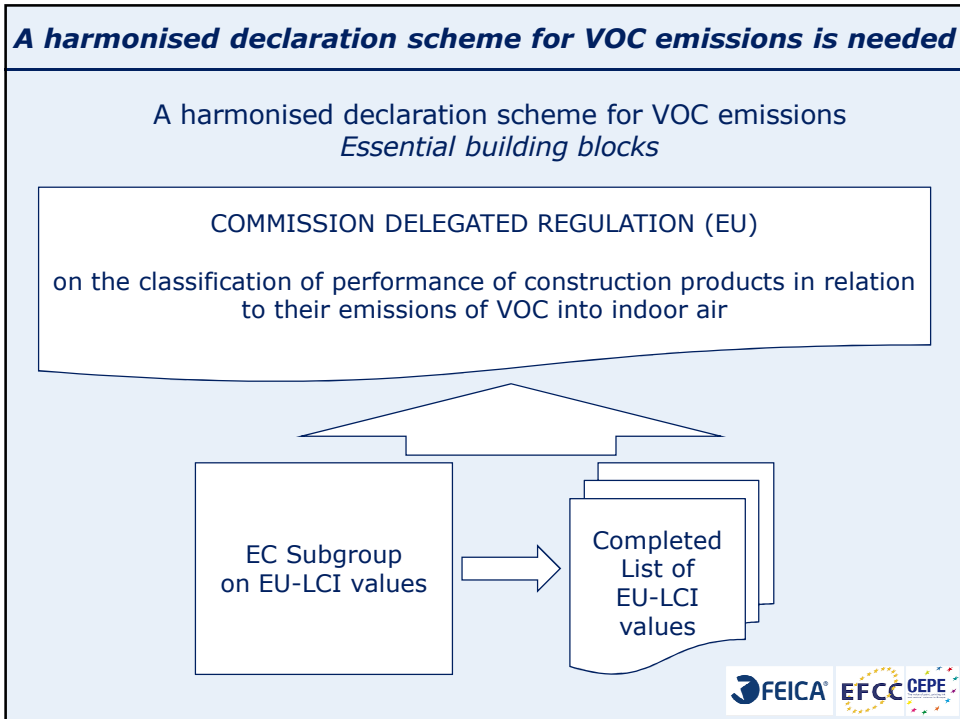 A harmonised declaration scheme for VOC emissions is needed
A harmonised declaration scheme for VOC emissions
Essential building blocks
COMMISSION DELEGATED REGULATION (EU)
on the classification of performance of construction products in relation
to their emissions of VOC into indoor air
EC Subgroup
on EU-LCI values
Completed
List of
EU-LCI
values
FEICA®
EFCC
CEPE